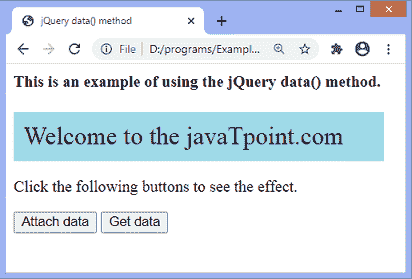 jQuery data() method
File | D:/programs/Exampl...
This is an example of using the jQuery data() method.
Welcome to the javaTpoint.com
Click the following buttons to see the effect.
Attach data Get data